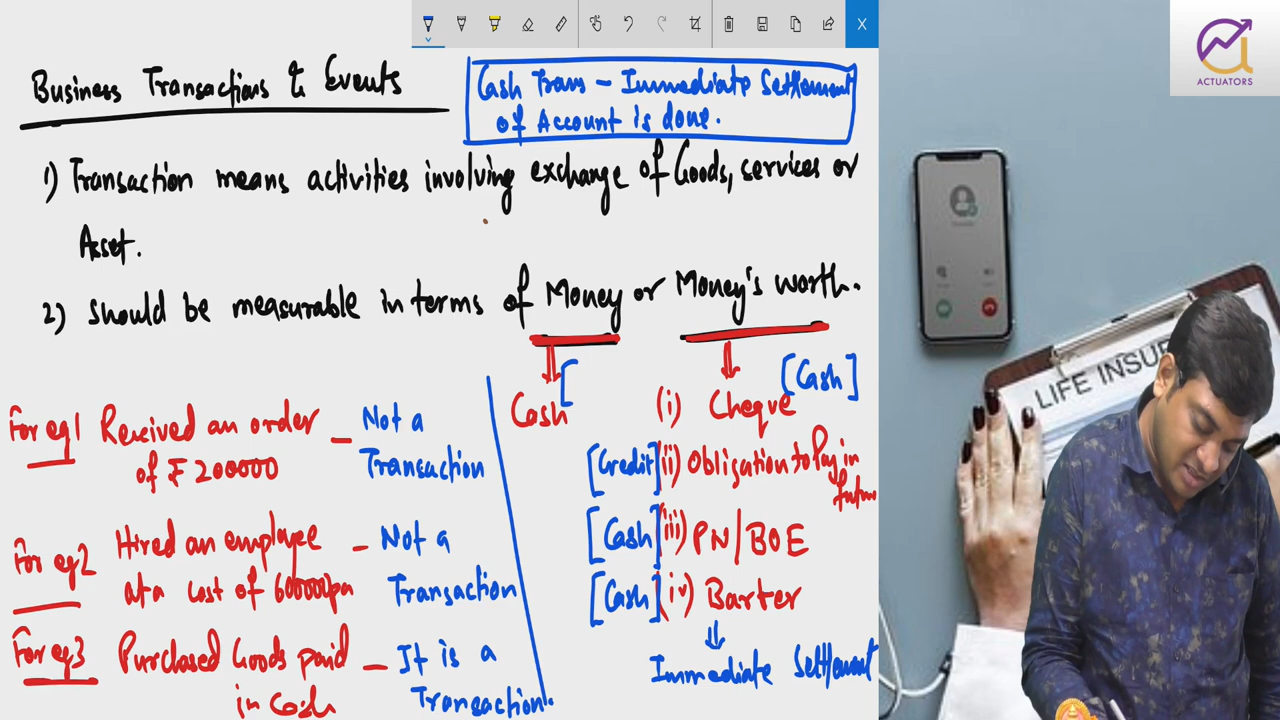 Business Transactions & Events
Cash Trans - Immediate Settlement
of Account is done.
1) Transaction means activities involving exchange of Goods, services or
Asset.
2) Should be measurable in terms of Money or Money's worth.
Cash [
[Cash]
(i) Cheque
[Credit] ii) Obligation to Pay in
future
[Cash] iii) PN/BOE
[Cash] (iv) Barter
Immediate Settlement
For eg1 Received an order
of ₹ 200000
- Not a
Transaction
For eg2 Hired an employee
at a cost of 600000pa
- Not a
Transaction
For eg3 Purchased Goods paid
in Cash
- It is a
Transaction.
ACTUATORS
LIFE INSU